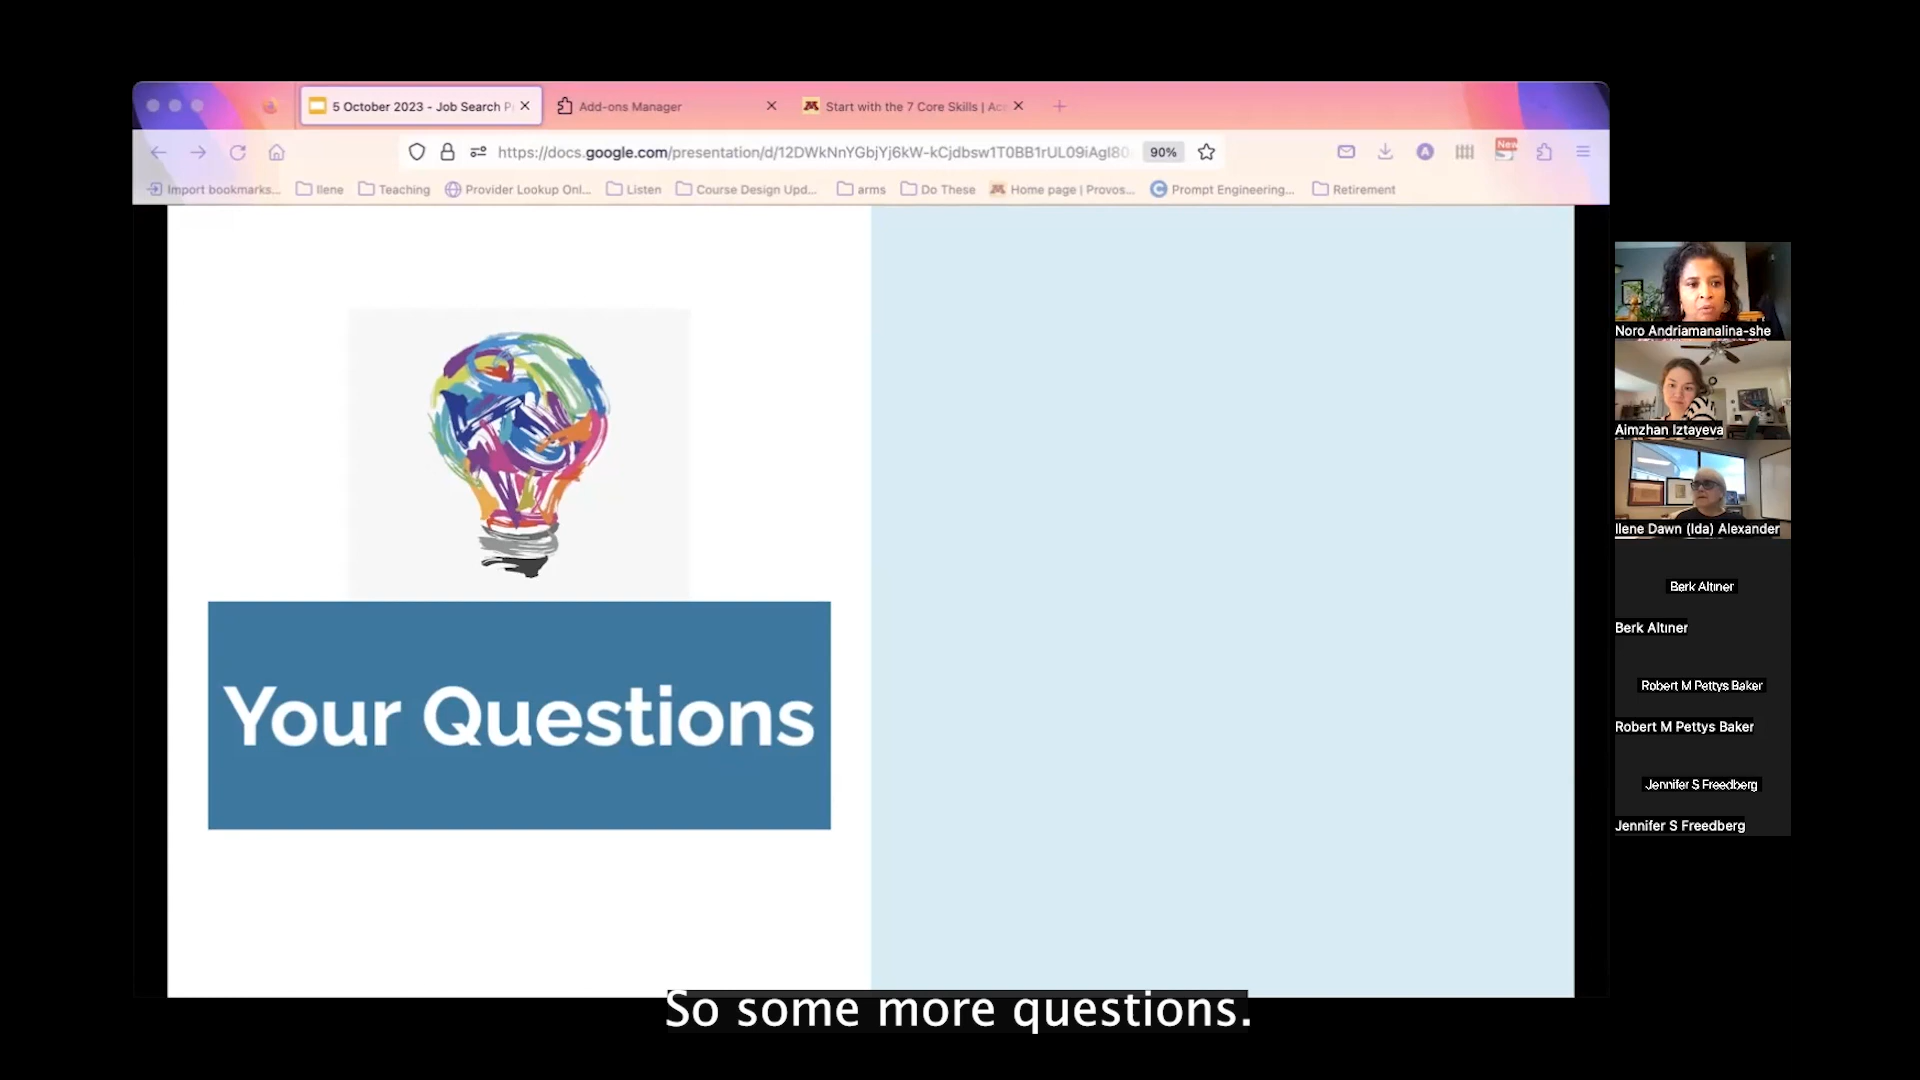 5 October 2023 - Job Search P
Add-ons Manager
Start with the 7 Core Skills | Ac
https://docs.google.com/presentation/d/12DWkNnYGbjYj6kW-kCjdbsw1T0BB1rUL09iAgI80
90%
New
Import bookmarks...
Ilene
Teaching
Provider Lookup Onl...
Listen
Course Design Upd...
arms
Do These
Home page | Provos...
Prompt Engineering...
Retirement
Your Questions
Noro Andriamanalina-she
Aimzhan Iztayeva
Ilene Dawn (Ida) Alexander
Berk Altıner
Berk Altıner
Robert M Pettys Baker
Robert M Pettys Baker
Jennifer S Freedberg
Jennifer S Freedberg
So some more questions.